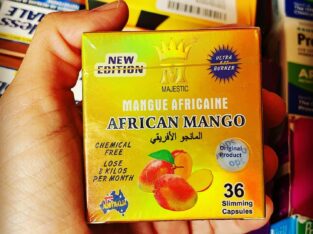 NEW
EDITION
MAJESTIC
ULTRA
BURNER
MANGUE AFRICAINE
AFRICAN MANGO
المانجو الأفريقي
CHEMICAL
FREE
LOSE
8 KILOS
PER MONTH
Original
Product
AUSTRALIA
36
Slimming
Capsules